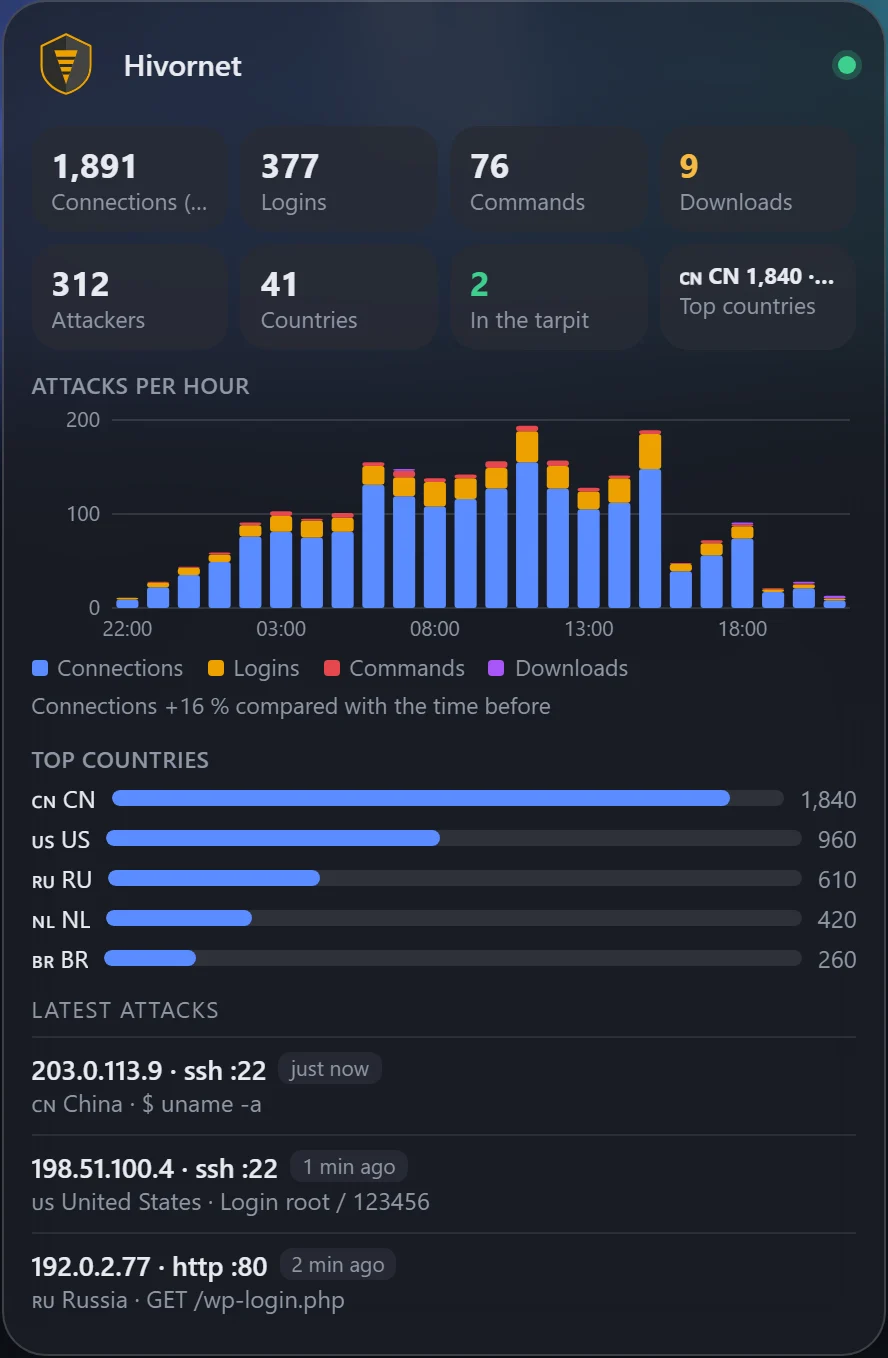 Hivornet
1,891
Connections (...
377
Logins
76
Commands
9
Downloads
312
Attackers
41
Countries
2
In the tarpit
CN CN 1,840 ·...
Top countries
ATTACKS PER HOUR
200
100
0
22:00 03:00 08:00 13:00 18:00
Connections Logins Commands Downloads
Connections +16 % compared with the time before
TOP COUNTRIES
CN CN 1,840
US US 960
RU RU 610
NL NL 420
BR BR 260
LATEST ATTACKS
203.0.113.9 · ssh :22 just now
CN China · $ uname -a
198.51.100.4 · ssh :22 1 min ago
US United States · Login root / 123456
192.0.2.77 · http :80 2 min ago
RU Russia · GET /wp-login.php